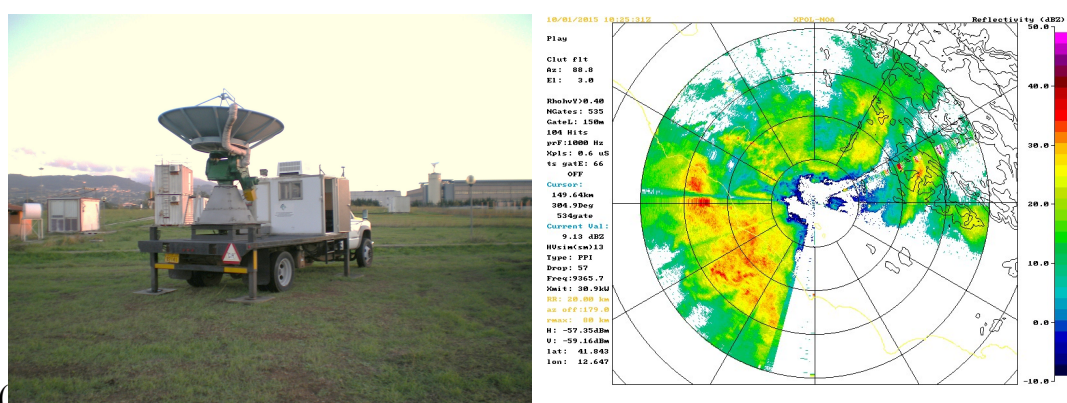 10/01/2015 10:25:31Z KPOL-NOA Reflectivity (dBZ)
Play
Clut flt
Az: 88.8
El: 3.0
RhohvY>0.40
NGates: 535
GateL: 150m
104 Hits
prF:1000 Hz
Xpls: 0.6 uS
ts gatE: 66
OFF
Cursor:
149.64km
304.9Deg
534gate
Current Val:
9.13 dBZ
HVsim(sm)13
Type: PPI
Drop: 57
Freq:9365.7
Xmit: 30.9kW
RR: 20.00 km
az off:179.0
rmax: 80 km
H: -57.35dBm
V: -59.16dBm
lat: 41.843
lon: 12.647
50.0
40.0
30.0
20.0
10.0
0.0
-10.0
(